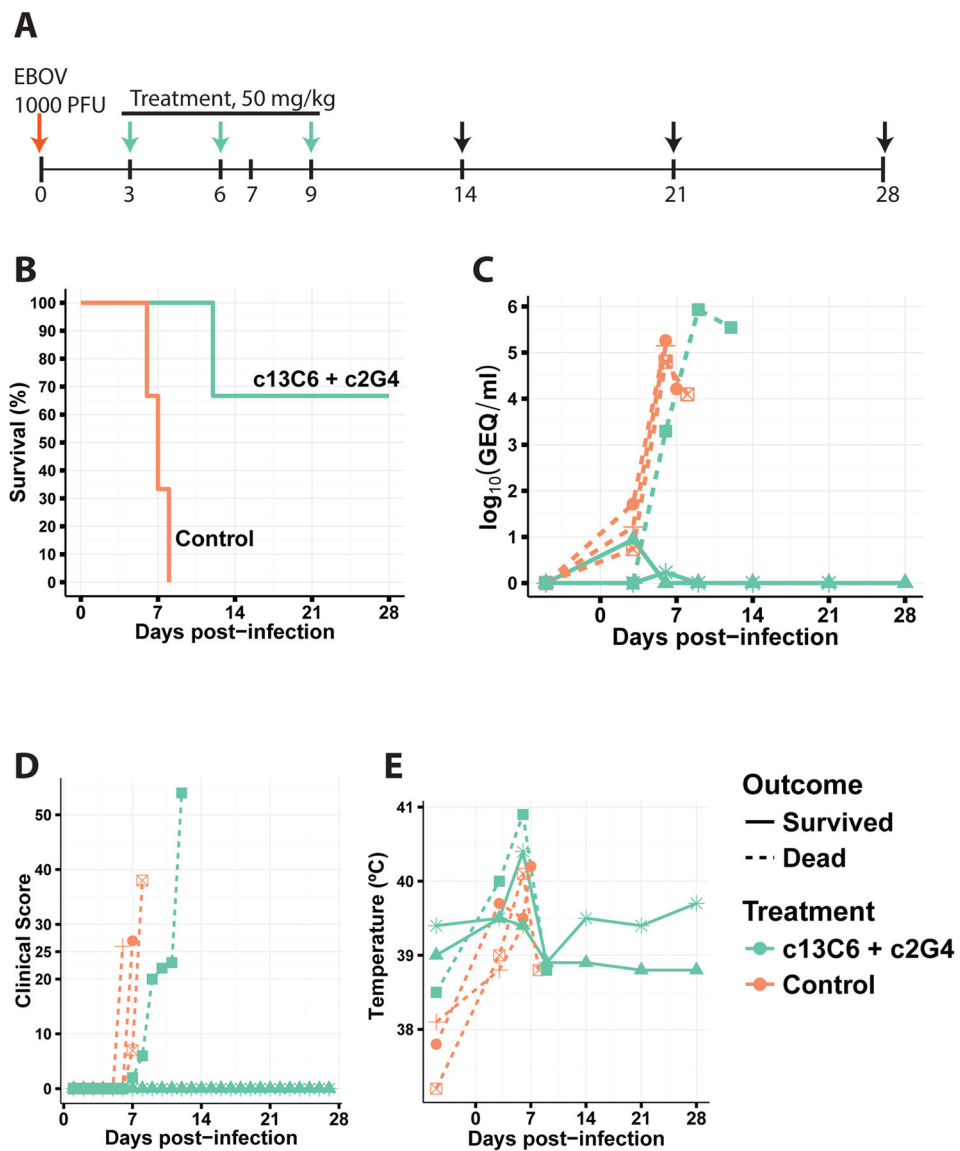 A
EBOV
1000 PFU
Treatment, 50 mg/kg
0 3 6 7 9 14 21 28
B
100
90
80
70
60
50
40
30
20
10
0
Survival (%)
c13C6 + c2G4
Control
0 7 14 21 28
Days post-infection
C
6
5
4
3
2
1
0
log10(GEQ/ml)
0 7 14 21 28
Days post-infection
D
50
40
30
25
20
10
0
Clinical Score
0 7 14 21 28
Days post-infection
E
41
40
39
38
Temperature (ºC)
0 7 14 21 28
Days post-infection
Outcome
Survived
Dead
Treatment
c13C6 + c2G4
Control